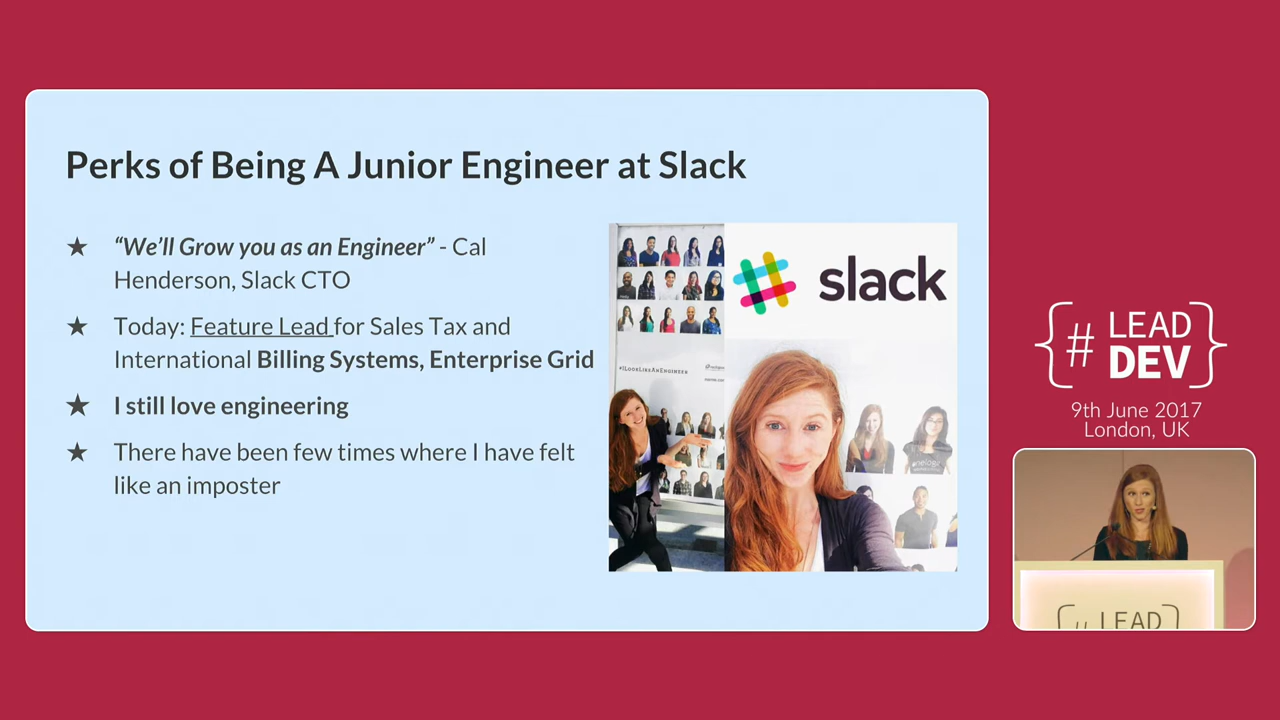 Perks of Being A Junior Engineer at Slack
★ “We’ll Grow you as an Engineer” - Cal
Henderson, Slack CTO
★ Today: Feature Lead for Sales Tax and
International Billing Systems, Enterprise Grid
★ I still love engineering
★ There have been few times where I have felt
like an imposter
slack
#ILOOKLIKEANENGINEER
{# LEAD
DEV}
9th June 2017
London, UK
{# LEAD}